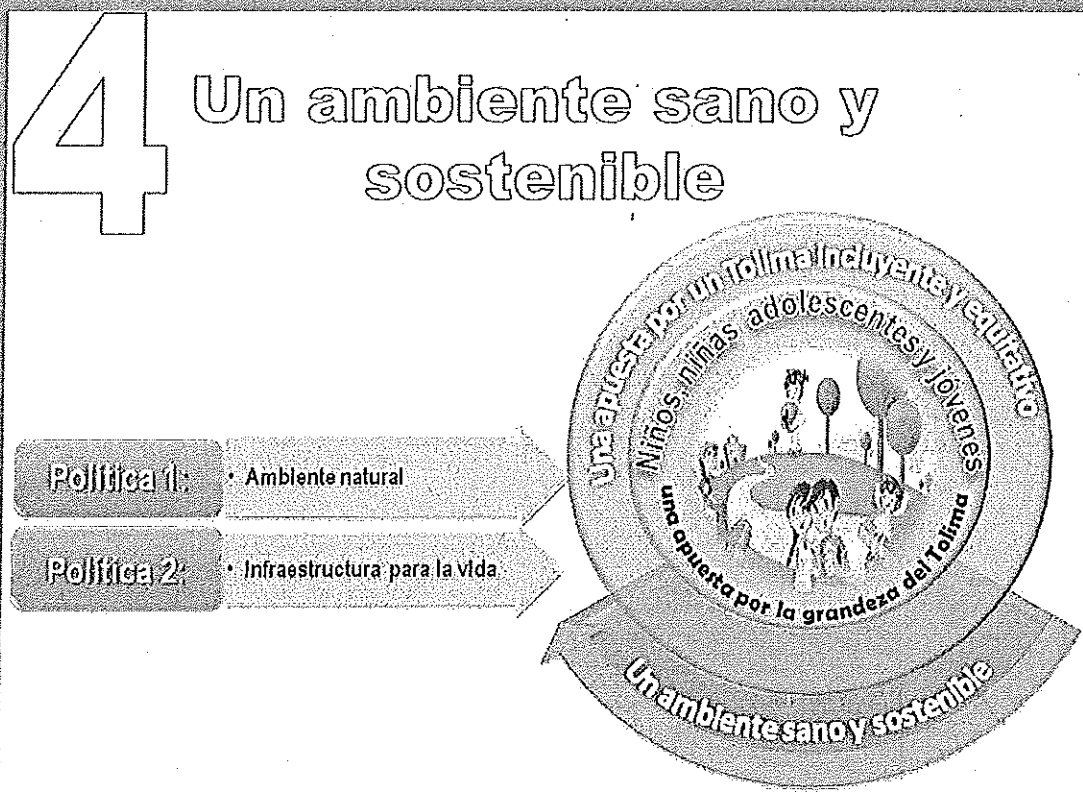 4
Un ambiente sano y
sostenible
Una apuesta por un Tolima Incluyente y equitativo
Niños, niñas, adolescentes y jóvenes
una apuesta por la grandeza del Tolima
Política 1:
• Ambiente natural
Política 2:
• Infraestructura para la vida.
Un ambiente sano y sostenible